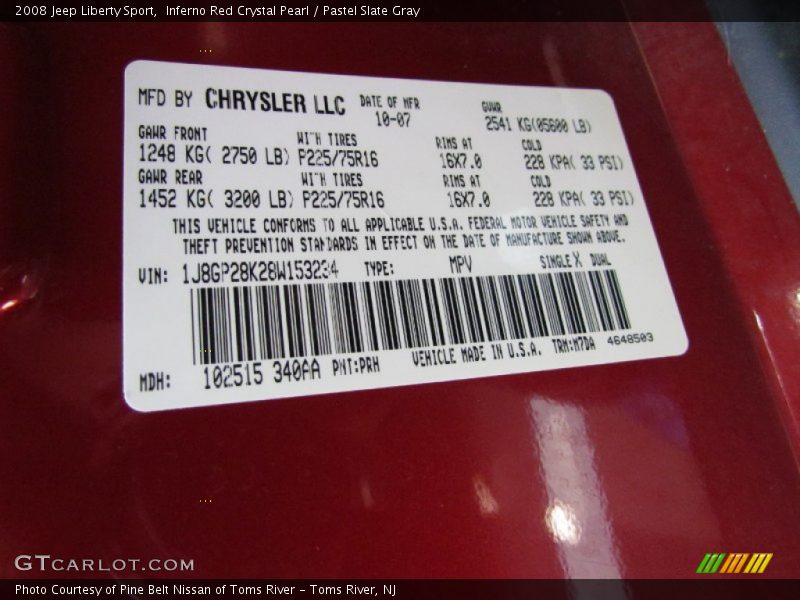 2008 Jeep Liberty Sport,  Inferno Red Crystal Pearl / Pastel Slate Gray
MFD BY CHRYSLER LLC DATE OF MFR GVWR
10-07 2541 KG(05600 LB)
GAWR FRONT WITH TIRES RIMS AT COLD
1248 KG( 2750 LB) P225/75R16 16X7.0 228 KPA( 33 PSI)
GAWR REAR WITH TIRES RIMS AT COLD
1452 KG( 3200 LB) P225/75R16 16X7.0 228 KPA( 33 PSI)
THIS VEHICLE CONFORMS TO ALL APPLICABLE U.S.A. FEDERAL MOTOR VEHICLE SAFETY AND
THEFT PREVENTION STANDARDS IN EFFECT ON THE DATE OF MANUFACTURE SHOWN ABOVE.
VIN: 1J8GP28K28W153234 TYPE: MPV SINGLE X DUAL
MDH: 102515 340AA PNT:PRH VEHICLE MADE IN U.S.A. TRM:M7DA 4648503
GTCARLOT.COM
Photo Courtesy of Pine Belt Nissan of Toms River – Toms River, NJ